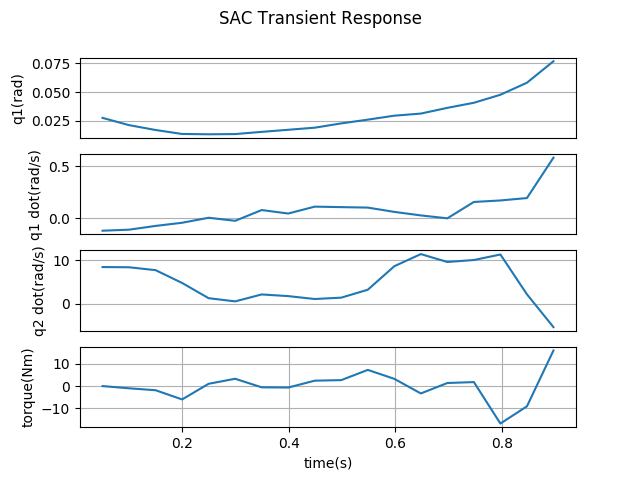 SAC Transient Response
0.075
0.050
0.025
q1(rad)
0.5
0.0
q1 dot(rad/s)
10
0
q2 dot(rad/s)
10
0
−10
torque(Nm)
0.2 0.4 0.6 0.8
time(s)